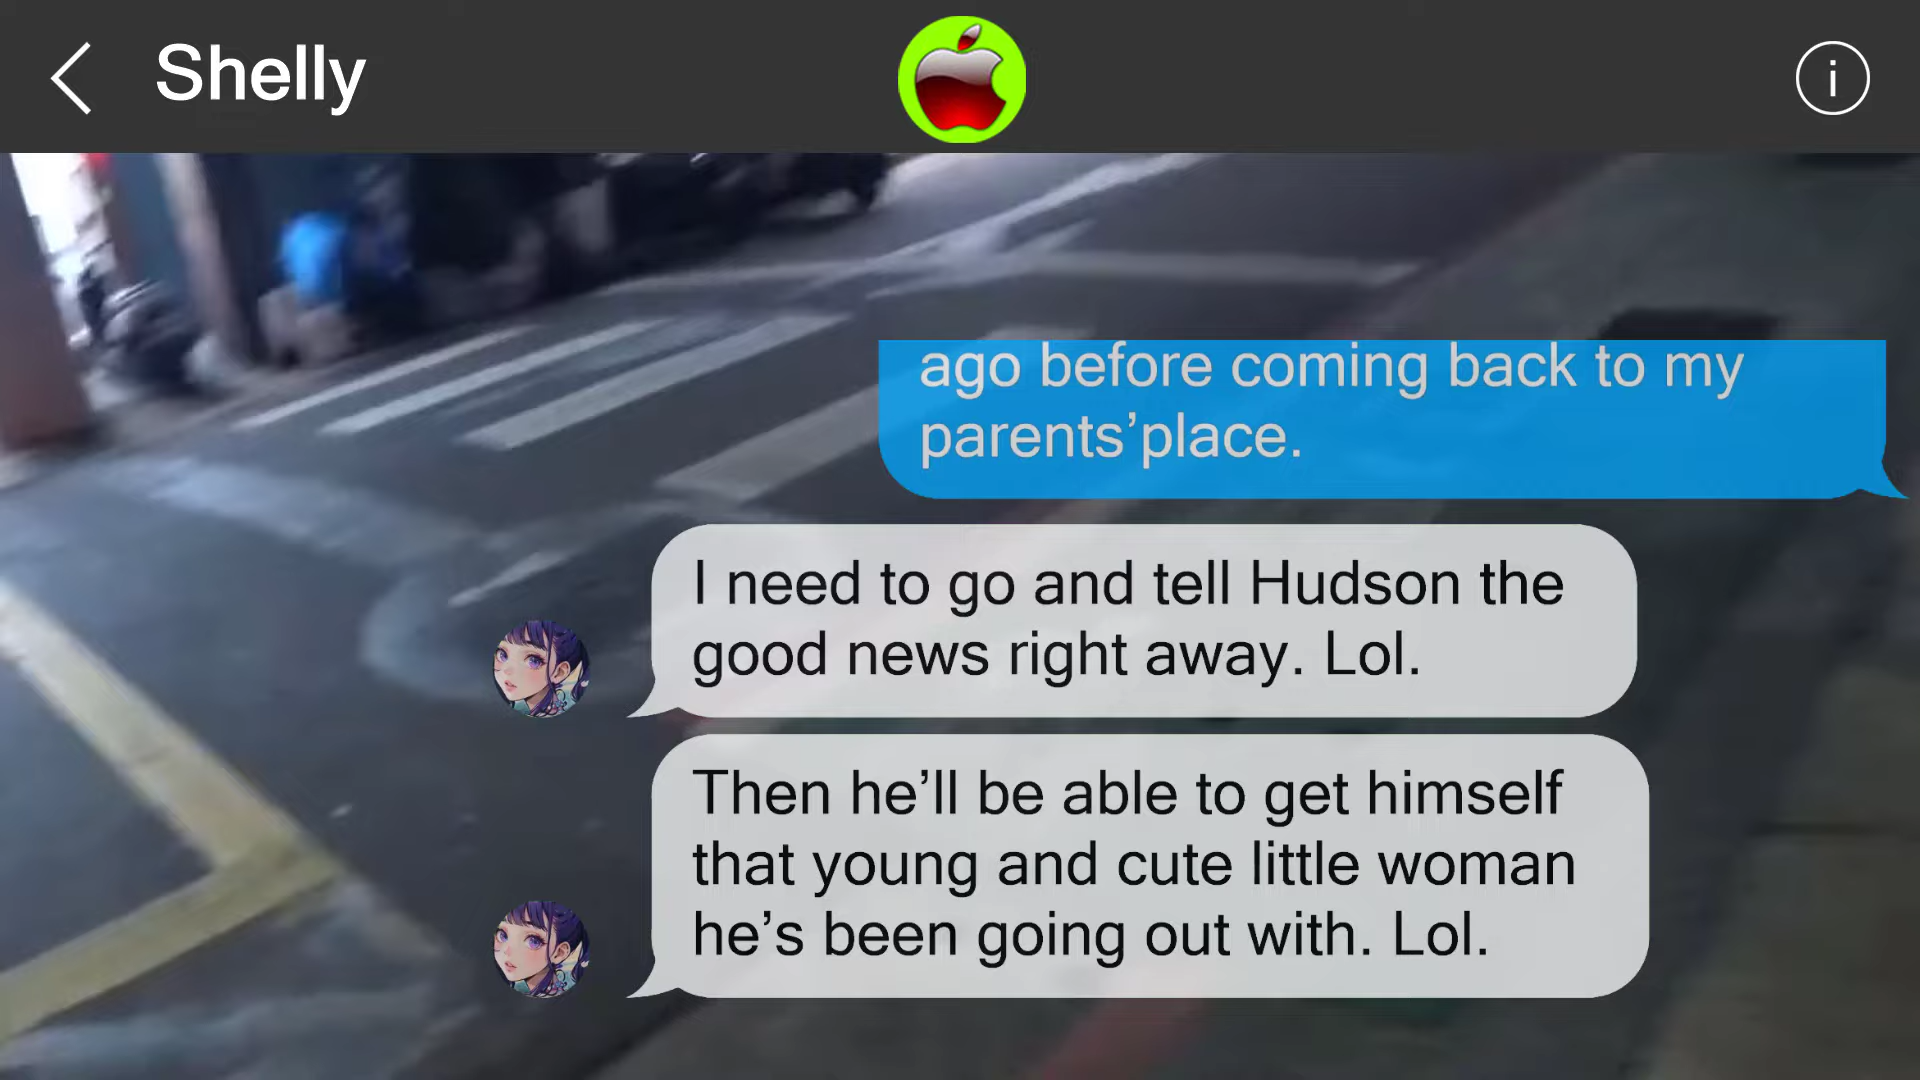 Shelly
i
ago before coming back to my
parents’place.
I need to go and tell Hudson the
good news right away. Lol.
Then he’ll be able to get himself
that young and cute little woman
he’s been going out with. Lol.